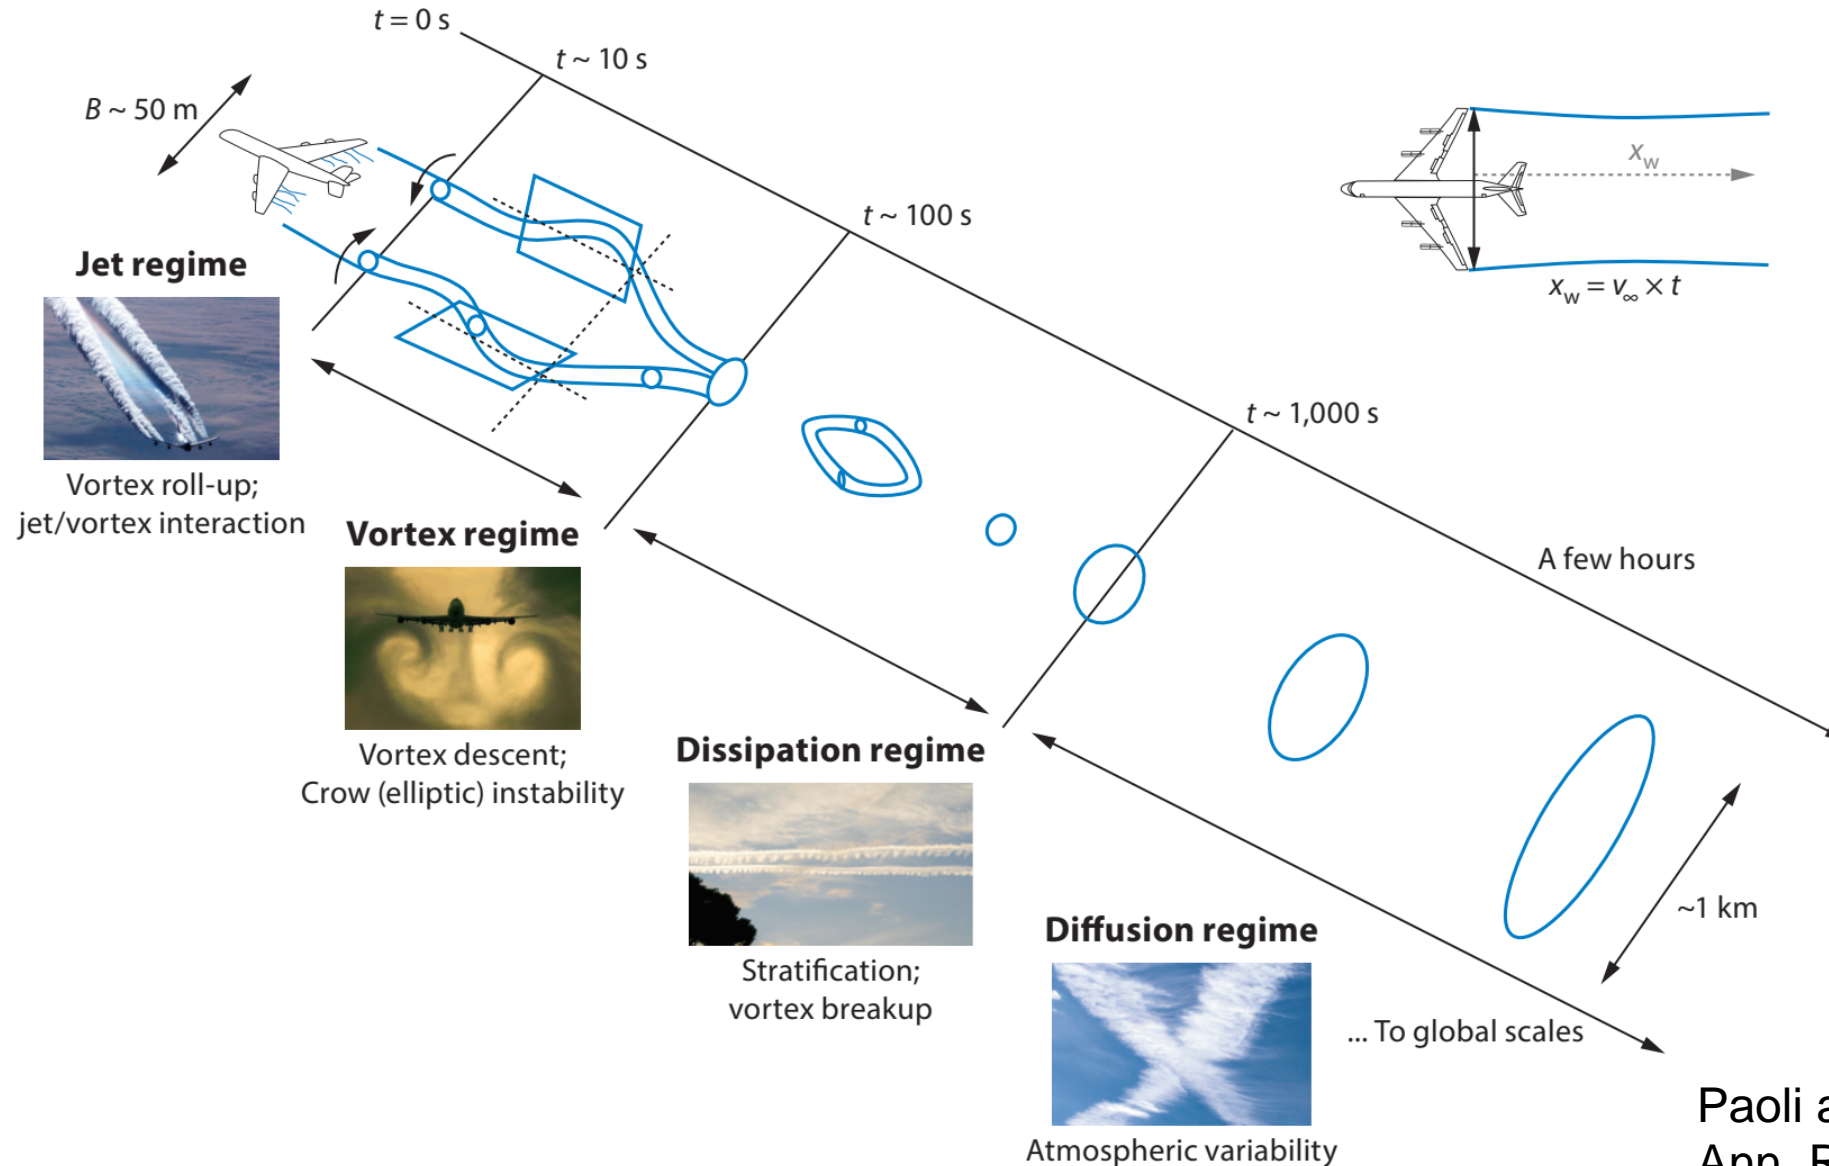 t = 0 s
t ~ 10 s
B ~ 50 m
t ~ 100 s
x_w
x_w = v_∞ × t
Jet regime
Vortex roll-up;
jet/vortex interaction
t ~ 1,000 s
Vortex regime
Vortex descent;
Crow (elliptic) instability
A few hours
Dissipation regime
Stratification;
vortex breakup
~1 km
Diffusion regime
... To global scales
Atmospheric variability
Paoli